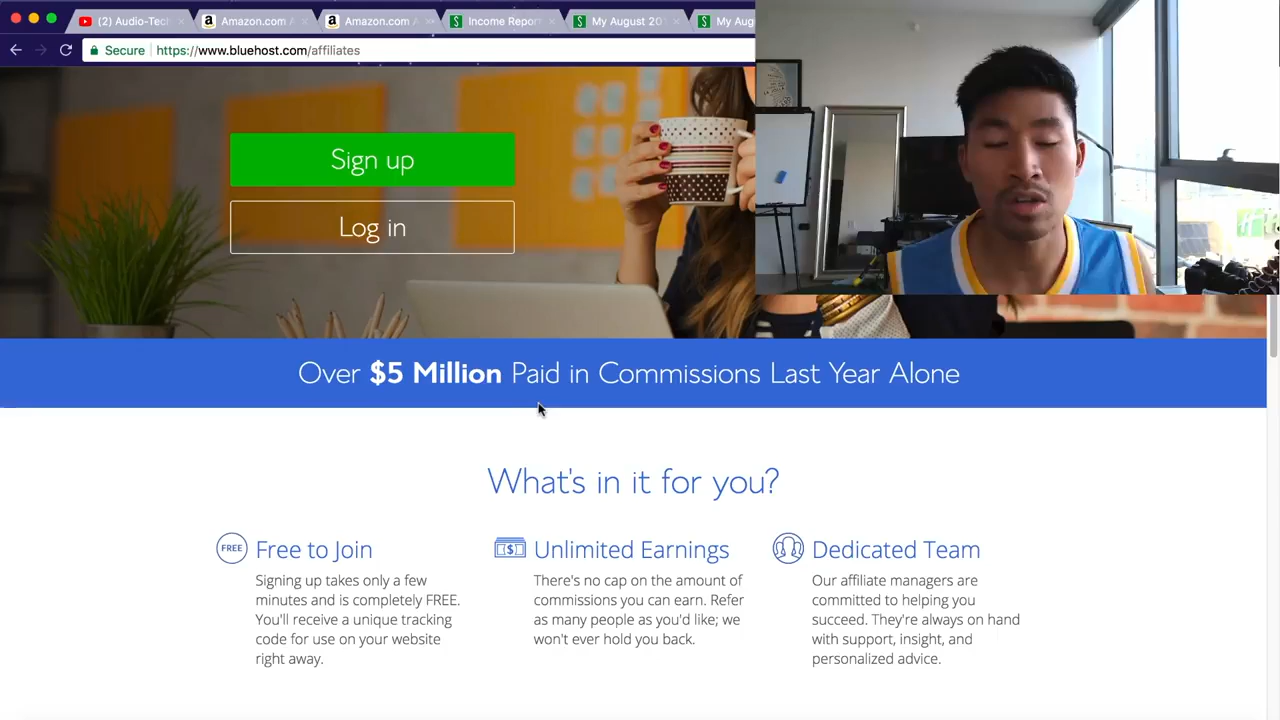 (2) Audio-Tech
Amazon.com A
Amazon.com A
Income Repor
My August 20
My Aug
Secure
https://www.bluehost.com/affiliates
Sign up
Log in
Over $5 Million Paid in Commissions Last Year Alone
What's in it for you?
FREE
Free to Join
Signing up takes only a few
minutes and is completely FREE.
You'll receive a unique tracking
code for use on your website
right away.
Unlimited Earnings
There's no cap on the amount of
commissions you can earn. Refer
as many people as you'd like; we
won't ever hold you back.
Dedicated Team
Our affiliate managers are
committed to helping you
succeed. They're always on hand
with support, insight, and
personalized advice.